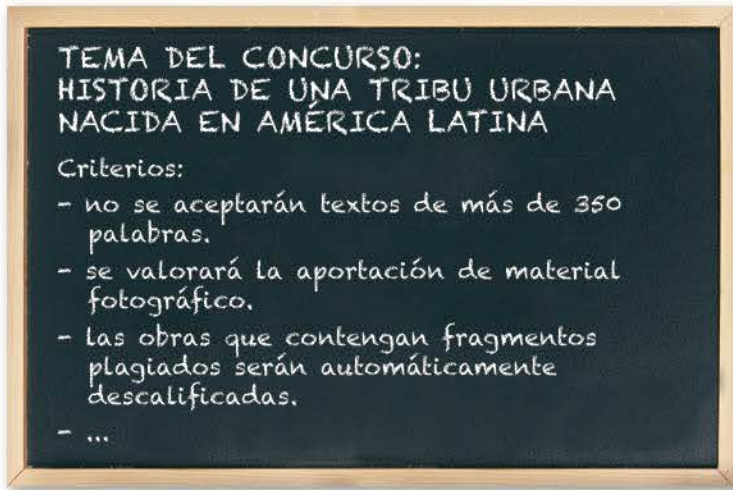 TEMA DEL CONCURSO:
HISTORIA DE UNA TRIBU URBANA
NACIDA EN AMÉRICA LATINA
Criterios:
- no se aceptarán textos de más de 350
palabras.
- se valorará la aportación de material
fotográfico.
- las obras que contengan fragmentos
plagiados serán automáticamente
descalificadas.
- ...